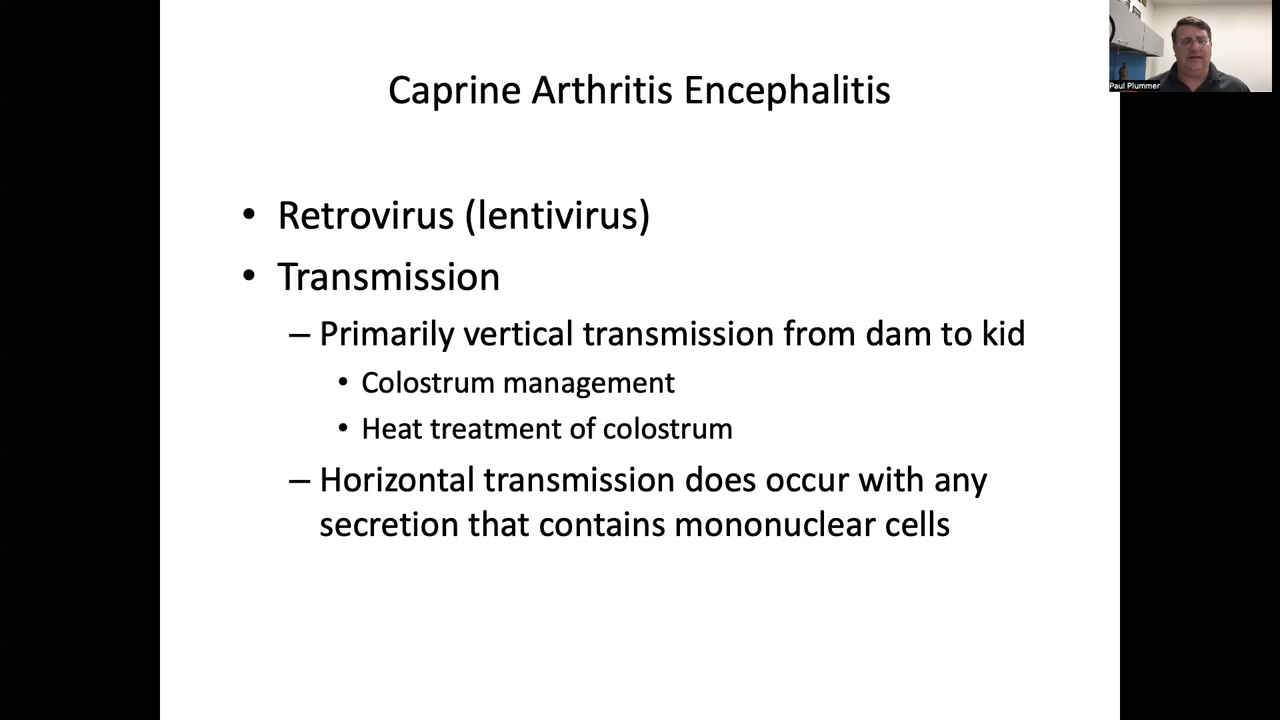 Caprine Arthritis Encephalitis
Paul Plummer
• Retrovirus (lentivirus)
• Transmission
– Primarily vertical transmission from dam to kid
• Colostrum management
• Heat treatment of colostrum
– Horizontal transmission does occur with any
secretion that contains mononuclear cells